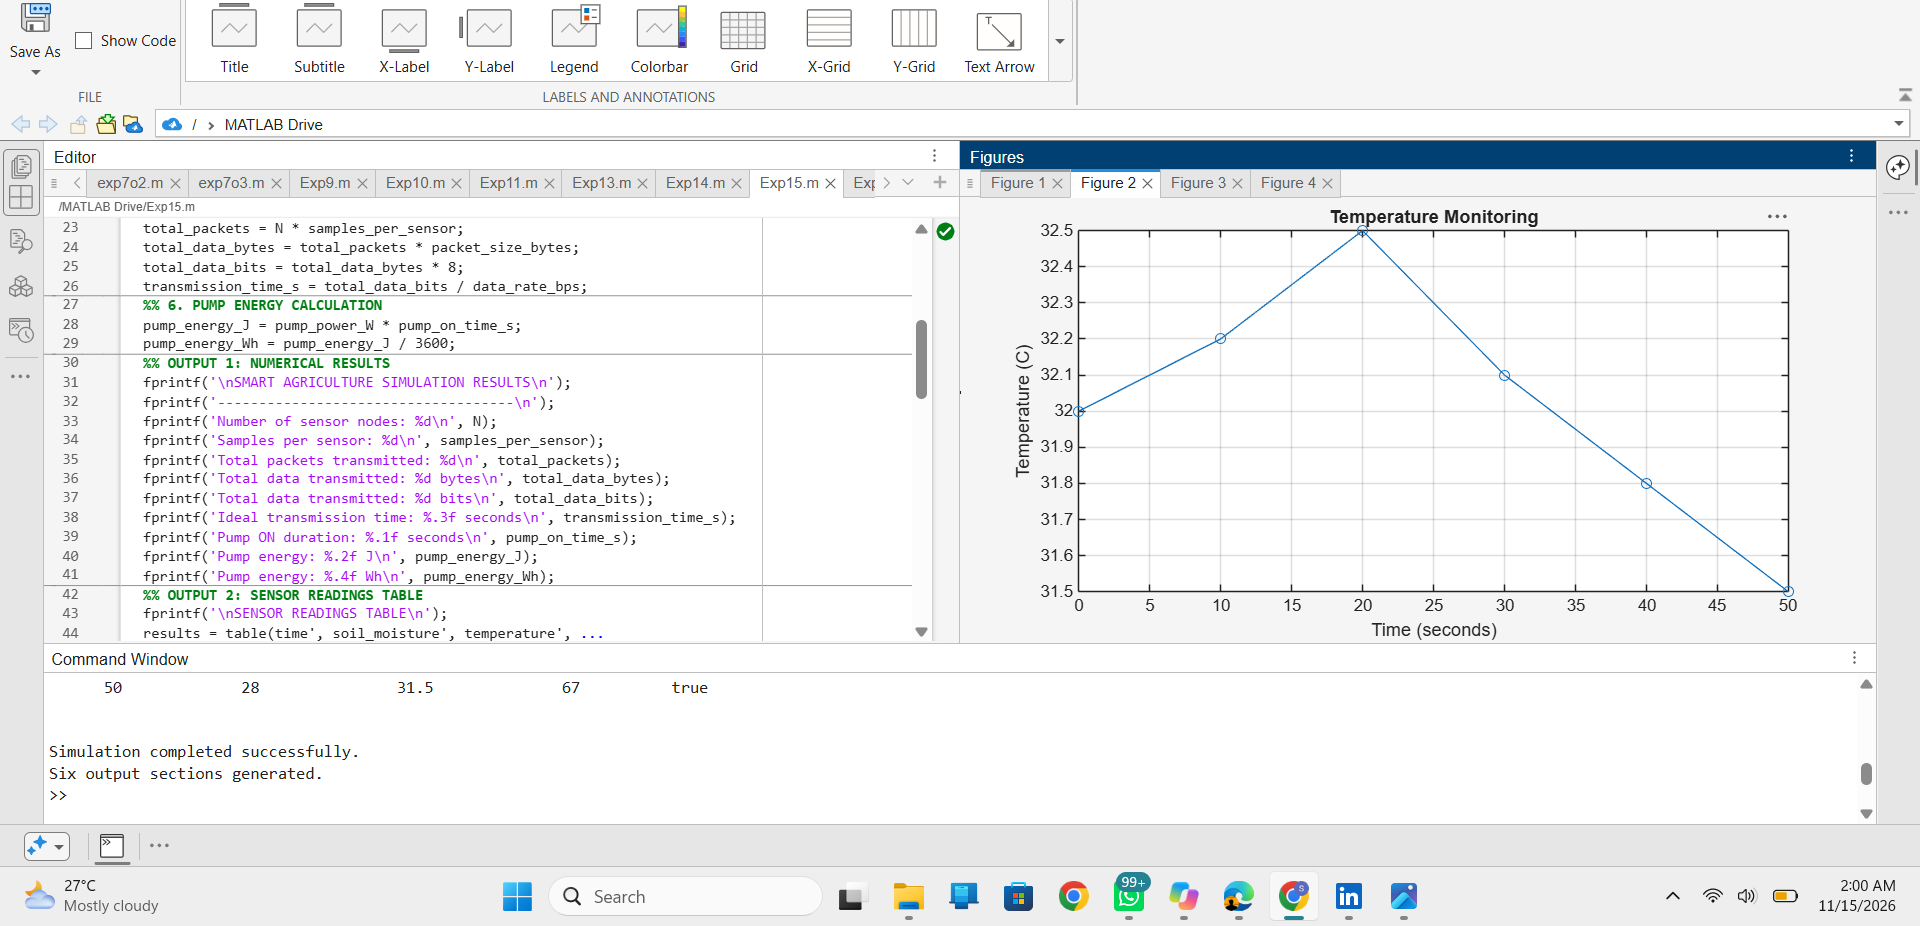 Save As
Show Code
Title
Subtitle
X-Label
Y-Label
Legend
Colorbar
Grid
X-Grid
Y-Grid
Text Arrow
FILE
LABELS AND ANNOTATIONS
/ › MATLAB Drive
Editor
exp7o2.m
exp7o3.m
Exp9.m
Exp10.m
Exp11.m
Exp13.m
Exp14.m
Exp15.m
Exp
/MATLAB Drive/Exp15.m
23 total_packets = N * samples_per_sensor;
24 total_data_bytes = total_packets * packet_size_bytes;
25 total_data_bits = total_data_bytes * 8;
26 transmission_time_s = total_data_bits / data_rate_bps;
27 %% 6. PUMP ENERGY CALCULATION
28 pump_energy_J = pump_power_W * pump_on_time_s;
29 pump_energy_Wh = pump_energy_J / 3600;
30 %% OUTPUT 1: NUMERICAL RESULTS
31 fprintf('\nSMART AGRICULTURE SIMULATION RESULTS\n');
32 fprintf('------------------------------------\n');
33 fprintf('Number of sensor nodes: %d\n', N);
34 fprintf('Samples per sensor: %d\n', samples_per_sensor);
35 fprintf('Total packets transmitted: %d\n', total_packets);
36 fprintf('Total data transmitted: %d bytes\n', total_data_bytes);
37 fprintf('Total data transmitted: %d bits\n', total_data_bits);
38 fprintf('Ideal transmission time: %.3f seconds\n', transmission_time_s);
39 fprintf('Pump ON duration: %.1f seconds\n', pump_on_time_s);
40 fprintf('Pump energy: %.2f J\n', pump_energy_J);
41 fprintf('Pump energy: %.4f Wh\n', pump_energy_Wh);
42 %% OUTPUT 2: SENSOR READINGS TABLE
43 fprintf('\nSENSOR READINGS TABLE\n');
44 results = table(time', soil_moisture', temperature', ...
Figures
Figure 1
Figure 2
Figure 3
Figure 4
Temperature Monitoring
32.5
32.4
32.3
32.2
32.1
32
31.9
31.8
31.7
31.6
31.5
Temperature (C)
0 5 10 15 20 25 30 35 40 45 50
Time (seconds)
Command Window
50 28 31.5 67 true
Simulation completed successfully.
Six output sections generated.
>>
27°C
Mostly cloudy
Search
99+
S
in
2:00 AM
11/15/2026